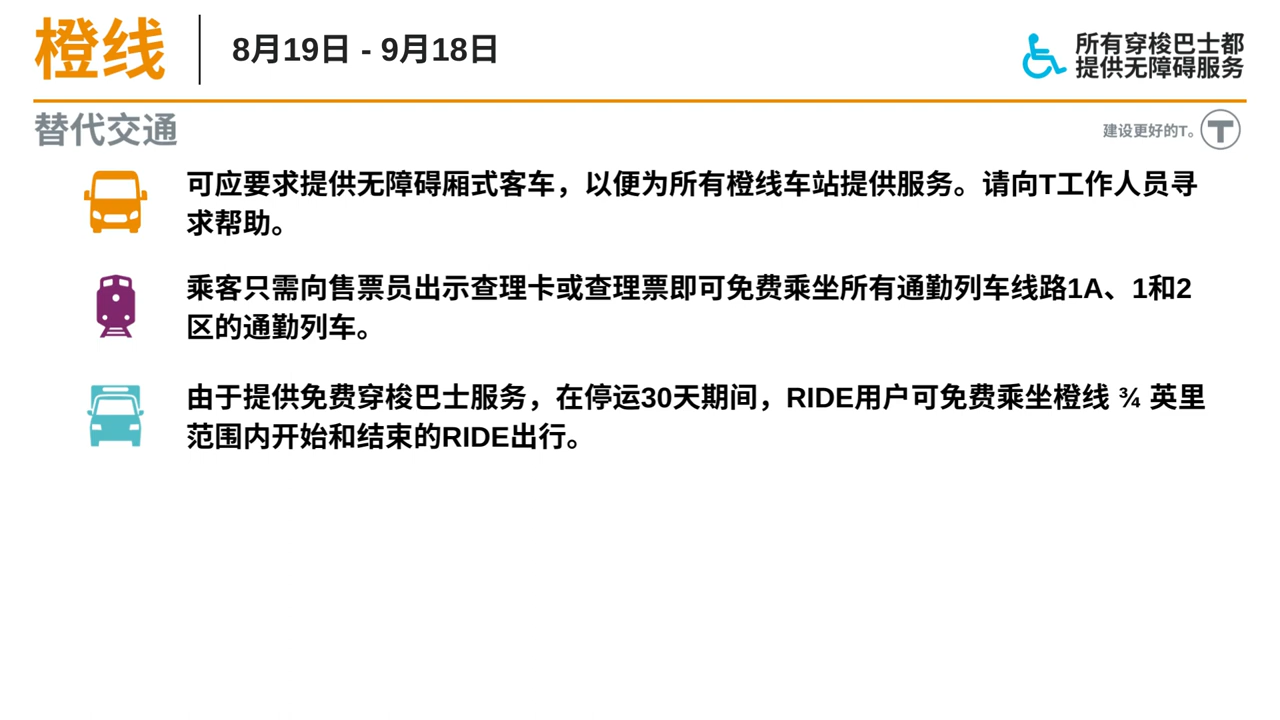 橙线
8月19日 - 9月18日
所有穿梭巴士都
提供无障碍服务
替代交通
建设更好的T。
T
可应要求提供无障碍厢式客车，以便为所有橙线车站提供服务。请向T工作人员寻
求帮助。
乘客只需向售票员出示查理卡或查理票即可免费乘坐所有通勤列车线路1A、1和2
区的通勤列车。
由于提供免费穿梭巴士服务，在停运30天期间，RIDE用户可免费乘坐橙线 ¾ 英里
范围内开始和结束的RIDE出行。